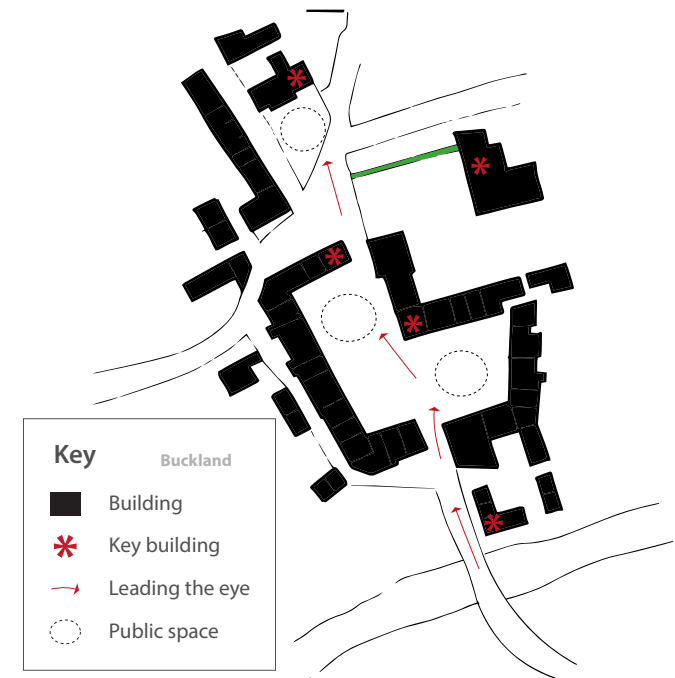 Key
Buckland
Building
Key building
Leading the eye
Public space